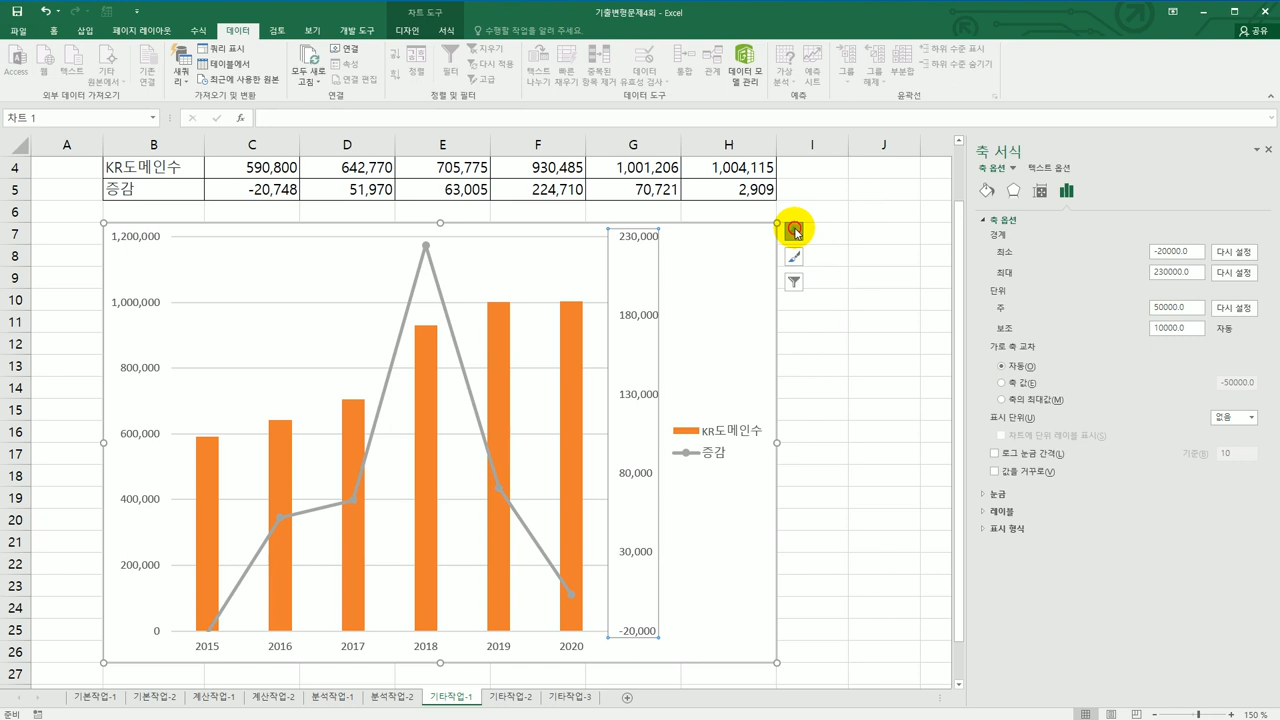 차트 도구
기출변형문제4회 - Excel
파일 홈 삽입 페이지 레이아웃 수식 데이터 검토 보기 개발 도구 디자인 서식 수행할 작업을 알려 주세요. 공유
Access 웹 텍스트 기타 원본에서 기존 연결
새 쿼리 쿼리 표시 테이블에서 최근에 사용한 원본
모두 새로 고침 연결 속성 연결 편집
정렬 필터 지우기 다시 적용 고급
텍스트 나누기 빠른 채우기 중복된 항목 제거 데이터 유효성 검사 통합 관계 데이터 모델 관리
가상 분석 예측 시트 그룹 그룹 해제 부분합 하위 수준 표시 하위 수준 숨기기
외부 데이터 가져오기 가져오기 및 변환 연결 정렬 및 필터 데이터 도구 예측 윤곽선
차트 1 fx
A B C D E F G H I J
4 KR도메인수 590,800 642,770 705,775 930,485 1,001,206 1,004,115
5 증감 -20,748 51,970 63,005 224,710 70,721 2,909
6
7
8
9
10
11
12
13
14
15
16
17
18
19
20
21
22
23
24
25
26
27
1,200,000
1,000,000
800,000
600,000
400,000
200,000
0
2015 2016 2017 2018 2019 2020
230,000
180,000
130,000
80,000
30,000
-20,000
KR도메인수
증감
축 서식
축 옵션 텍스트 옵션
축 옵션
경계
최소 -20000.0 다시 설정
최대 230000.0 다시 설정
단위
주 50000.0 다시 설정
보조 10000.0 자동
가로 축 교차
자동(O)
축 값(E) -50000.0
축의 최대값(M)
표시 단위(U) 없음
차트에 단위 레이블 표시(S)
로그 눈금 간격(L) 기준(B) 10
값을 거꾸로(V)
눈금
레이블
표시 형식
기본작업-1 기본작업-2 계산작업-1 계산작업-2 분석작업-1 분석작업-2 기타작업-1 기타작업-2 기타작업-3
준비 150 %